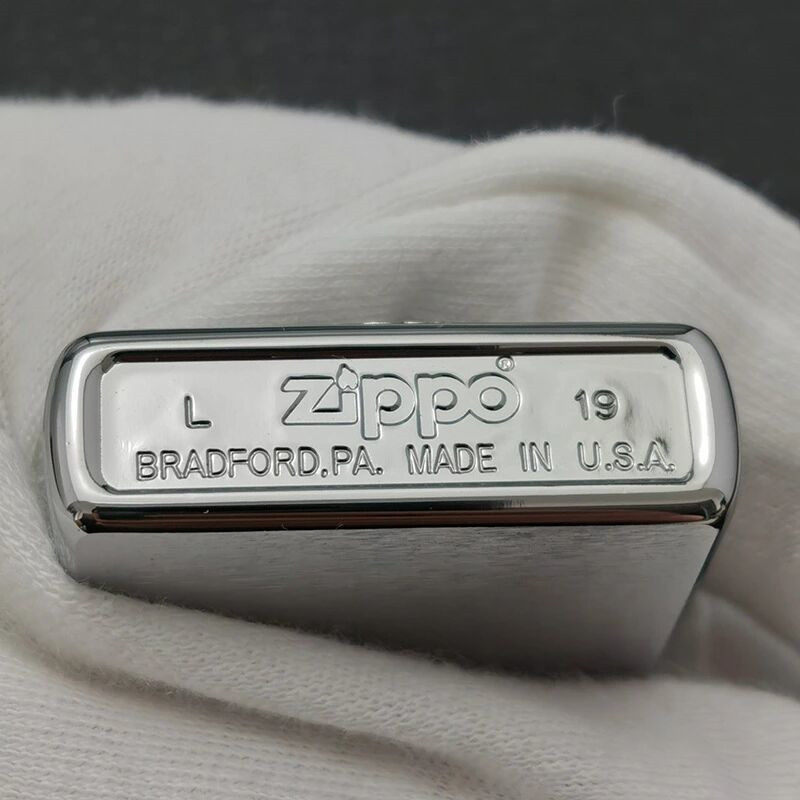 L zippo® 19
BRADFORD,PA. MADE IN U.S.A.